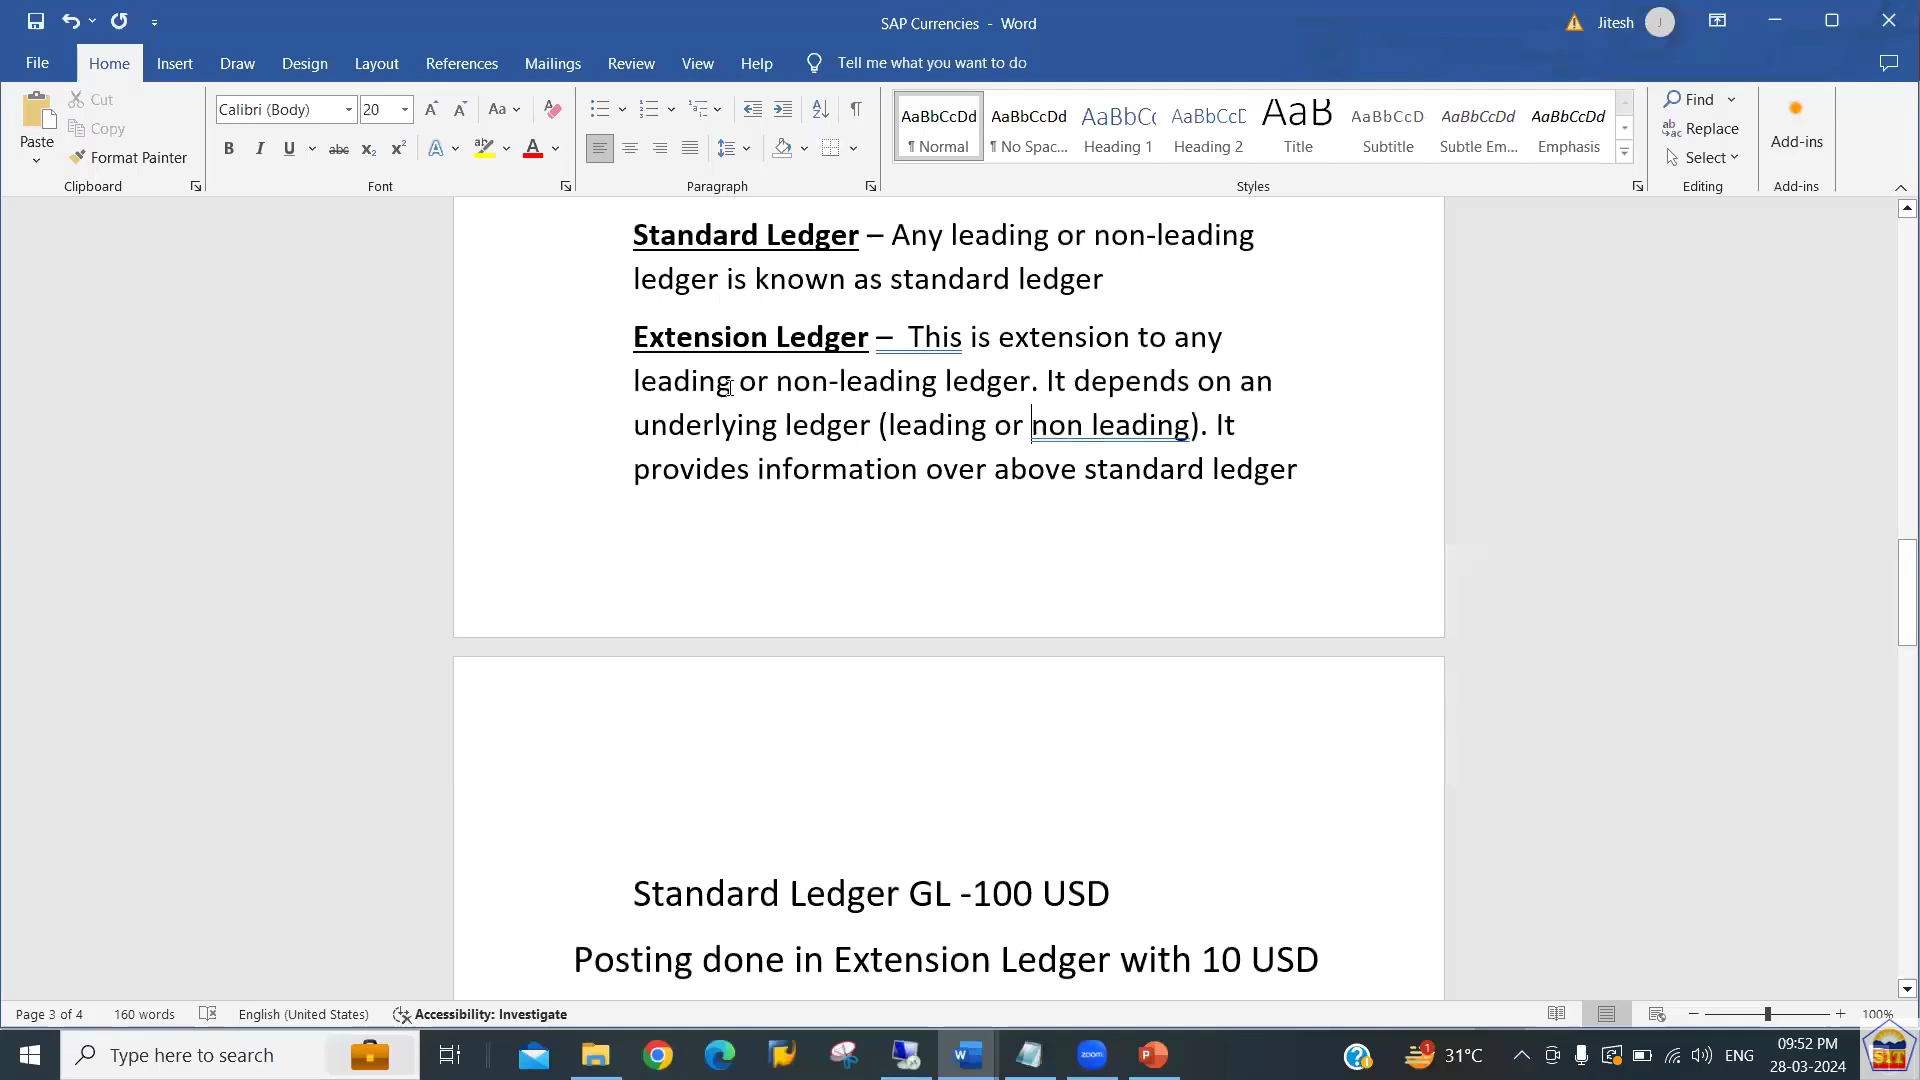 SAP Currencies - Word
Jitesh
J
File Home Insert Draw Design Layout References Mailings Review View Help Tell me what you want to do
Paste
Cut
Copy
Format Painter
Clipboard
Calibri (Body) 20
Font
Paragraph
AaBbCcDd
¶ Normal
AaBbCcDd
¶ No Spac...
AaBbCc
Heading 1
AaBbCcD
Heading 2
AaB
Title
AaBbCcD
Subtitle
AaBbCcDd
Subtle Em...
AaBbCcDd
Emphasis
Styles
Find
Replace
Select
Editing
Add-ins
Add-ins
Standard Ledger – Any leading or non-leading
ledger is known as standard ledger
Extension Ledger – This is extension to any
leading or non-leading ledger. It depends on an
underlying ledger (leading or non leading). It
provides information over above standard ledger
Standard Ledger GL -100 USD
Posting done in Extension Ledger with 10 USD
Page 3 of 4 160 words English (United States) Accessibility: Investigate 100%
Type here to search
zoom
1
31°C
ENG
09:52 PM
28-03-2024
SIT